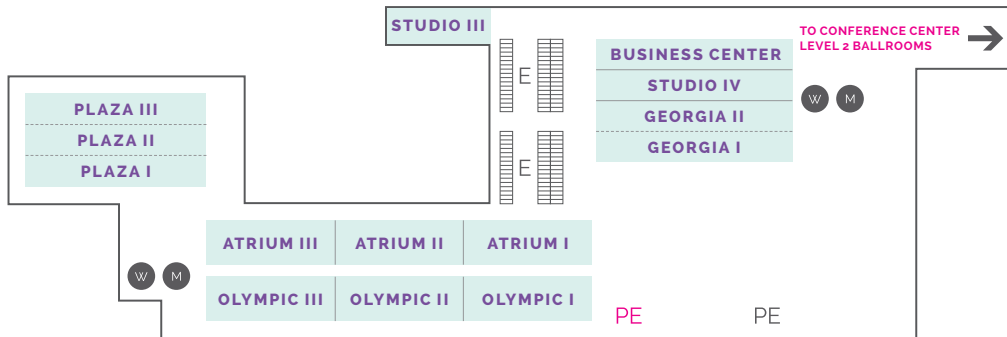 STUDIO III
TO CONFERENCE CENTER
LEVEL 2 BALLROOMS
E
BUSINESS CENTER
STUDIO IV
GEORGIA II
GEORGIA I
W M
PLAZA III
PLAZA II
PLAZA I
E
ATRIUM III ATRIUM II ATRIUM I
W M
OLYMPIC III OLYMPIC II OLYMPIC I
PE PE